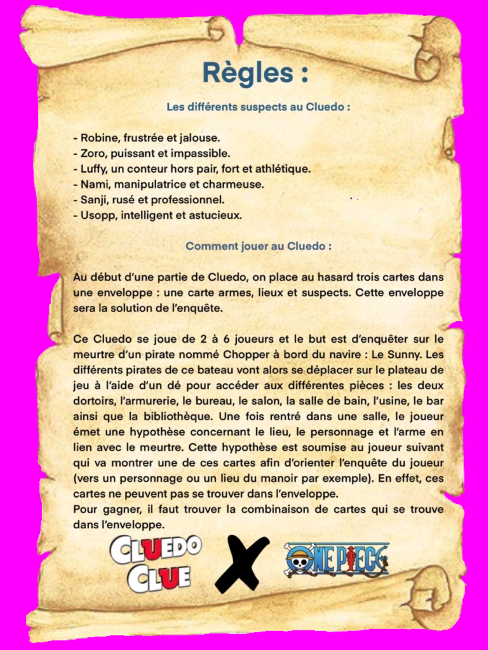 Règles :
Les différents suspects au Cluedo :
- Robine, frustrée et jalouse.
- Zoro, puissant et impassible.
- Luffy, un conteur hors pair, fort et athlétique.
- Nami, manipulatrice et charmeuse.
- Sanji, rusé et professionnel.
- Usopp, intelligent et astucieux.
Comment jouer au Cluedo :
Au début d'une partie de Cluedo, on place au hasard trois cartes dans
une enveloppe : une carte armes, lieux et suspects. Cette enveloppe
sera la solution de l'enquête.
Ce Cluedo se joue de 2 à 6 joueurs et le but est d'enquêter sur le
meurtre d'un pirate nommé Chopper à bord du navire : Le Sunny. Les
différents pirates de ce bateau vont alors se déplacer sur le plateau de
jeu à l'aide d'un dé pour accéder aux différentes pièces : les deux
dortoirs, l'armurerie, le bureau, le salon, la salle de bain, l'usine, le bar
ainsi que la bibliothèque. Une fois rentré dans une salle, le joueur
émet une hypothèse concernant le lieu, le personnage et l'arme en
lien avec le meurtre. Cette hypothèse est soumise au joueur suivant
qui va montrer une de ces cartes afin d'orienter l'enquête du joueur
(vers un personnage ou un lieu du manoir par exemple). En effet, ces
cartes ne peuvent pas se trouver dans l'enveloppe.
Pour gagner, il faut trouver la combinaison de cartes qui se trouve
dans l'enveloppe.
CLUEDO
CLUE
X
ONE PIECE